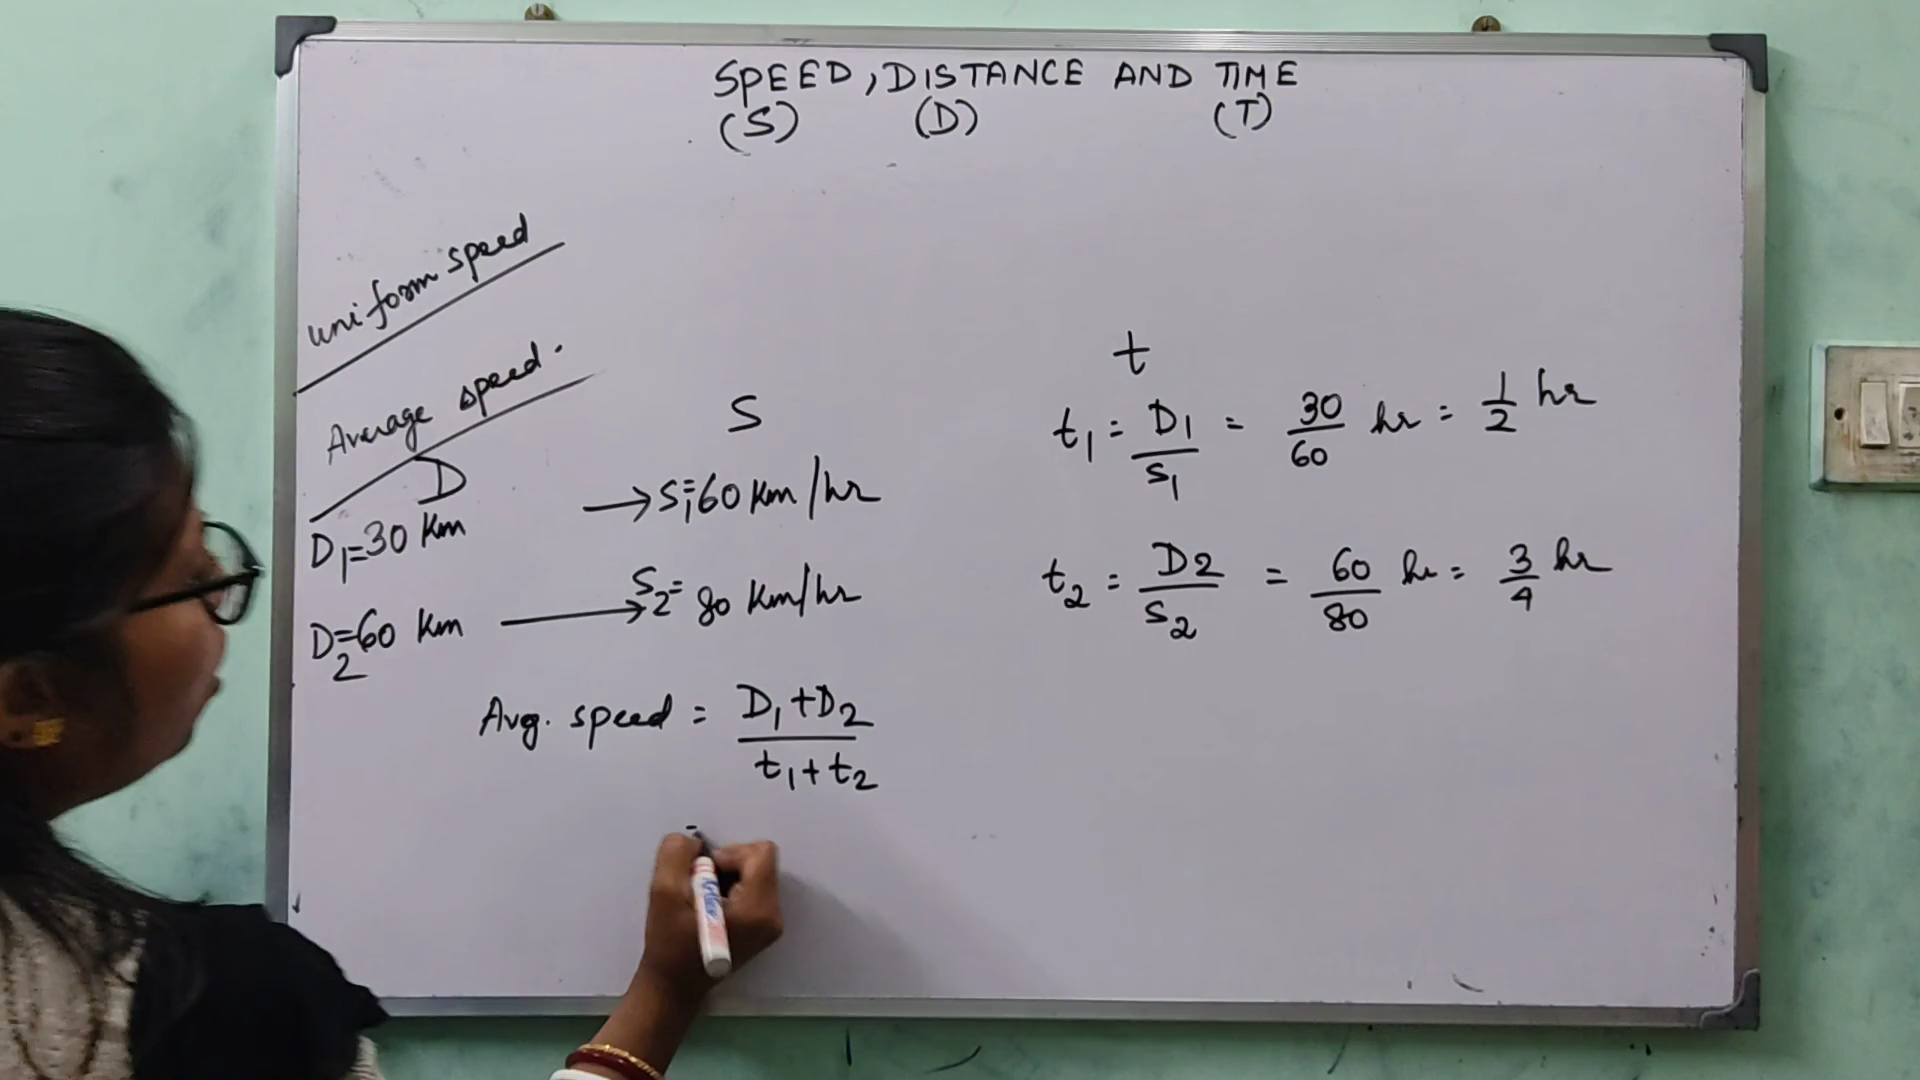 SPEED, DISTANCE AND TIME
(S) (D) (T)
uniform speed
Average speed.
D
S
t
D1=30 Km → S1=60 Km/hr
D2=60 Km → S2= 80 Km/hr
t1 = D1/S1 = 30/60 hr = 1/2 hr
t2 = D2/S2 = 60/80 hr = 3/4 hr
Avg. speed = D1+D2/t1+t2
=